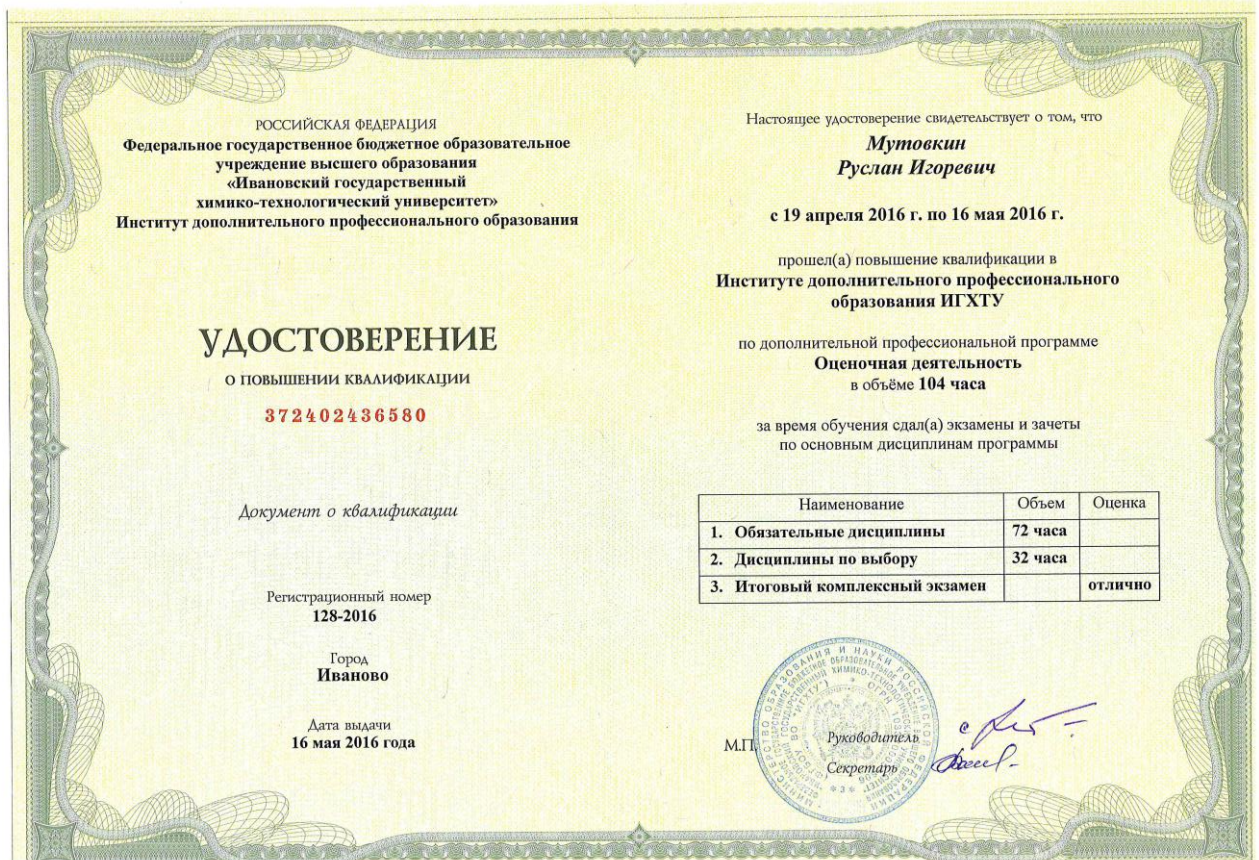 РОССИЙСКАЯ ФЕДЕРАЦИЯ
Федеральное государственное бюджетное образовательное
учреждение высшего образования
«Ивановский государственный
химико-технологический университет»
Институт дополнительного профессионального образования
УДОСТОВЕРЕНИЕ
О ПОВЫШЕНИИ КВАЛИФИКАЦИИ
372402436580
Документ о квалификации
Регистрационный номер
128-2016
Город
Иваново
Дата выдачи
16 мая 2016 года
Настоящее удостоверение свидетельствует о том, что
Мутовкин
Руслан Игоревич
с 19 апреля 2016 г. по 16 мая 2016 г.
прошел(а) повышение квалификации в
Институте дополнительного профессионального
образования ИГХТУ
по дополнительной профессиональной программе
Оценочная деятельность
в объёме 104 часа
за время обучения сдал(а) экзамены и зачеты
по основным дисциплинам программы
Наименование Объем Оценка
1. Обязательные дисциплины 72 часа
2. Дисциплины по выбору 32 часа
3. Итоговый комплексный экзамен отлично
МИНИСТЕРСТВО ОБРАЗОВАНИЯ И НАУКИ РОССИЙСКОЙ ФЕДЕРАЦИИ
М.П.
Руководитель
Секретарь